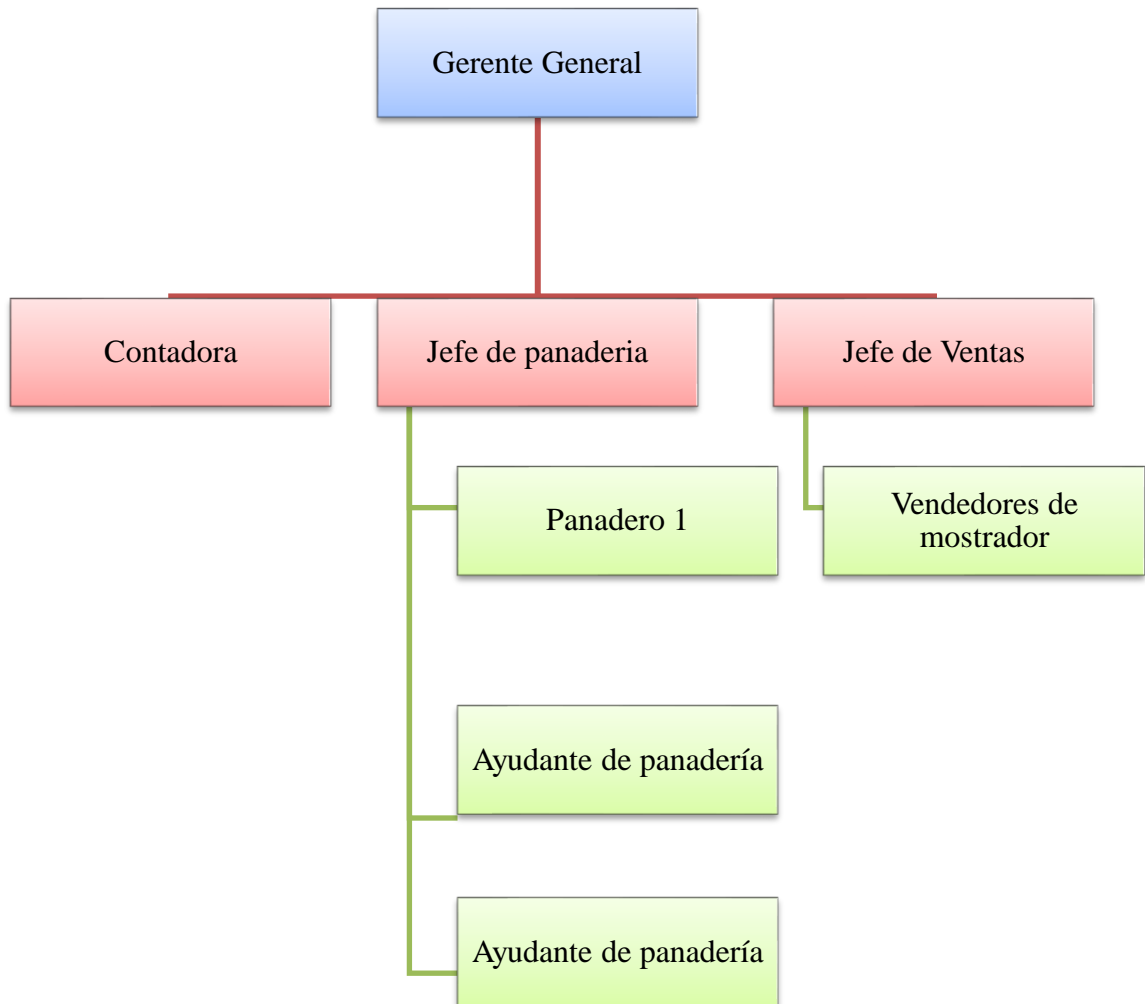 Gerente General
Contadora
Jefe de panaderia
Jefe de Ventas
Panadero 1
Vendedores de
mostrador
Ayudante de panadería
Ayudante de panadería